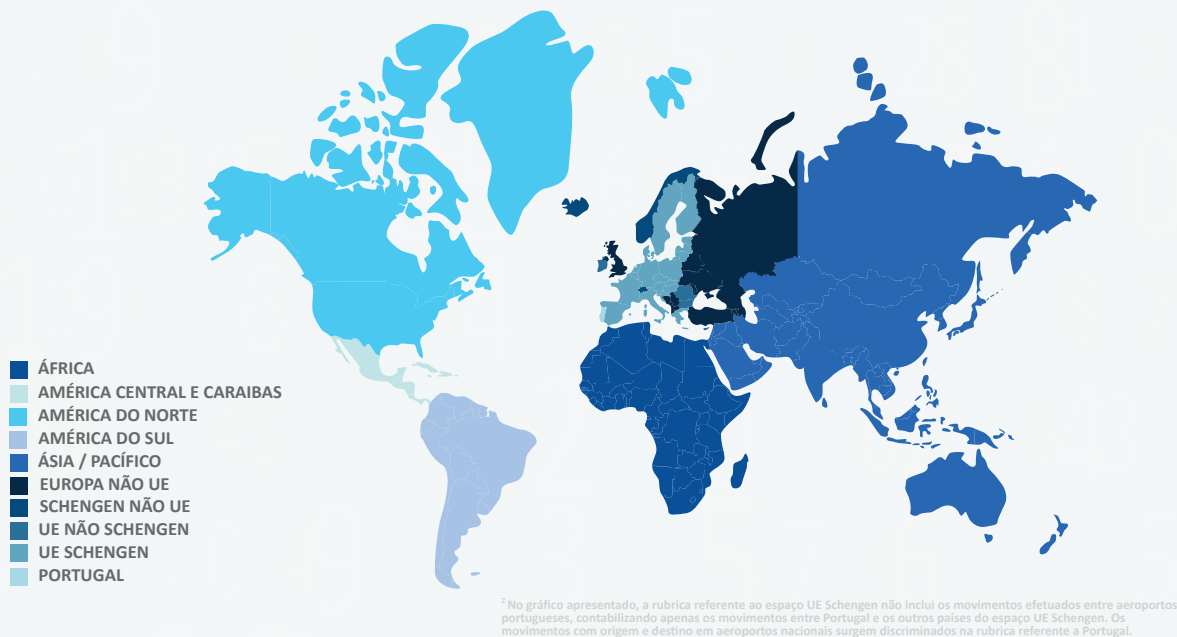 ÁFRICA
AMÉRICA CENTRAL E CARAIBAS
AMÉRICA DO NORTE
AMÉRICA DO SUL
ÁSIA / PACÍFICO
EUROPA NÃO UE
SCHENGEN NÃO UE
UE NÃO SCHENGEN
UE SCHENGEN
PORTUGAL
² No gráfico apresentado, a rubrica referente ao espaço UE Schengen não inclui os movimentos efetuados entre aeroportos
portugueses, contabilizando apenas os movimentos entre Portugal e os outros países do espaço UE Schengen. Os
movimentos com origem e destino em aeroportos nacionais surgem discriminados na rubrica referente a Portugal.